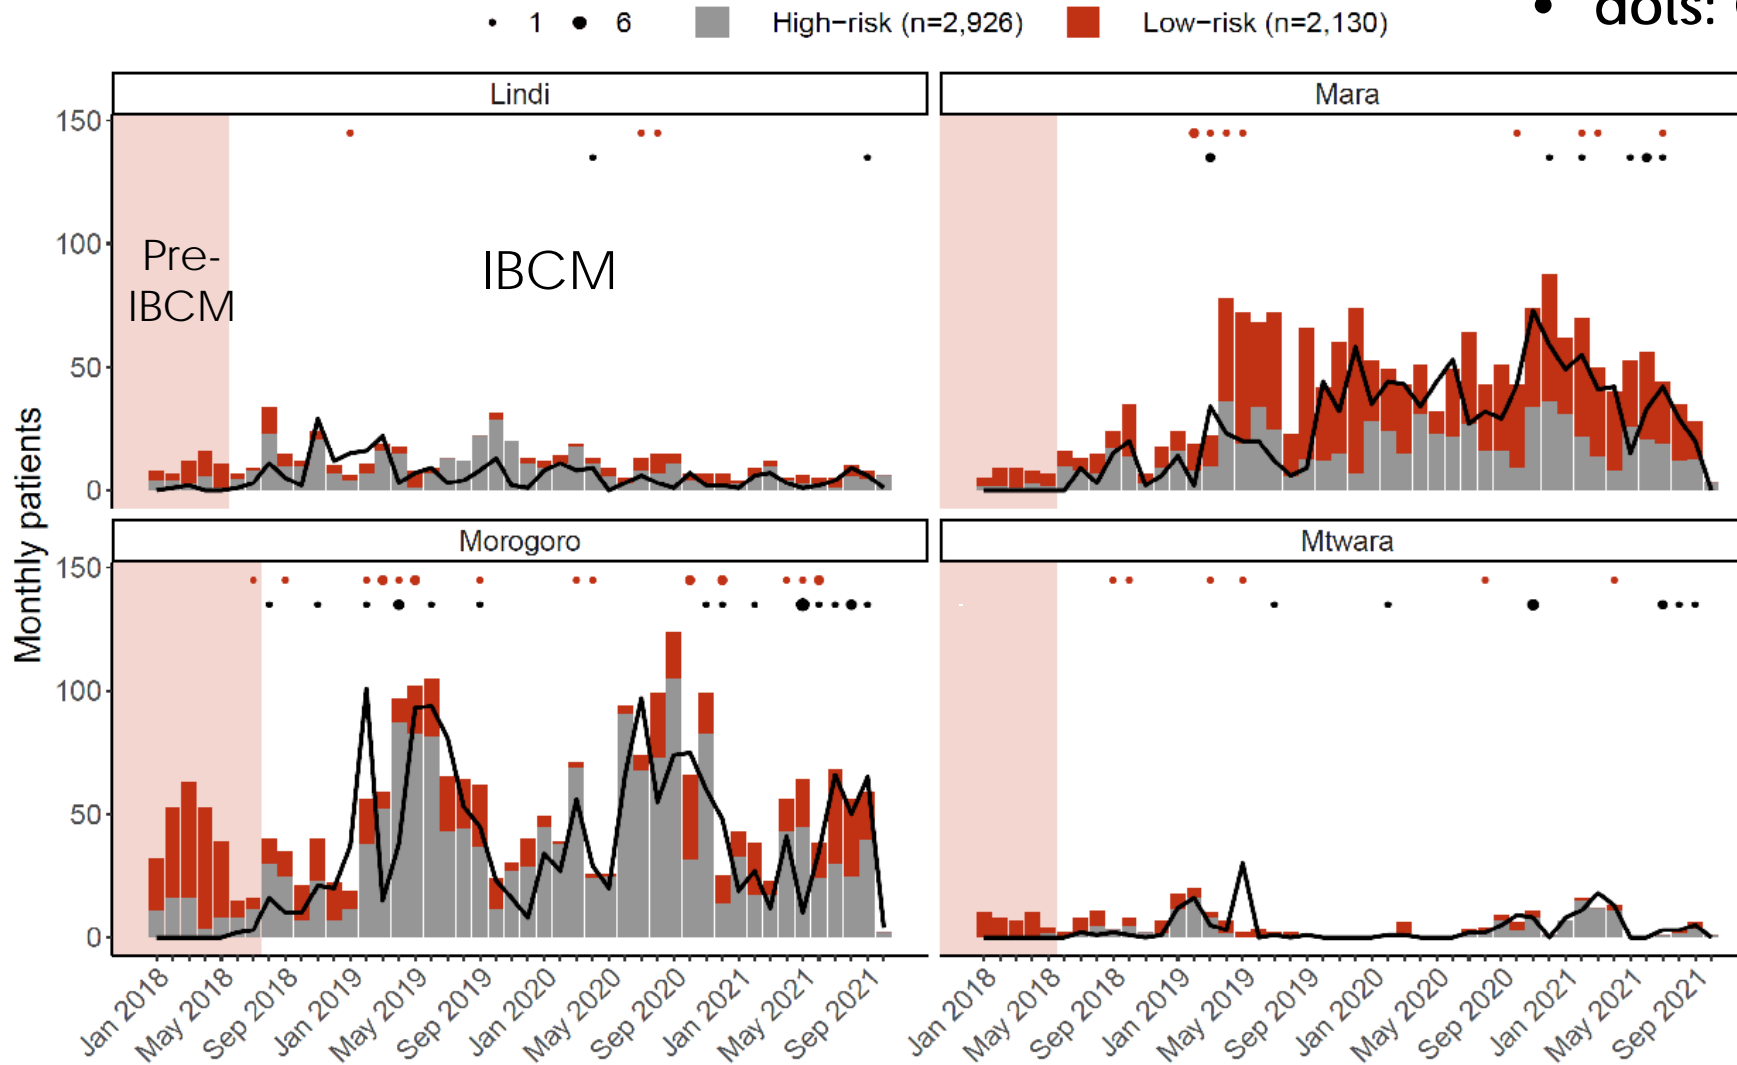 1 6 High-risk (n=2,926) Low-risk (n=2,130)
• dots:
Lindi
Mara
150
100
50
0
Pre-
IBCM
IBCM
Morogoro
Mtwara
150
100
50
0
Monthly patients
Jan 2018 May 2018 Sep 2018 Jan 2019 May 2019 Sep 2019 Jan 2020 May 2020 Sep 2020 Jan 2021 May 2021 Sep 2021
Jan 2018 May 2018 Sep 2018 Jan 2019 May 2019 Sep 2019 Jan 2020 May 2020 Sep 2020 Jan 2021 May 2021 Sep 2021